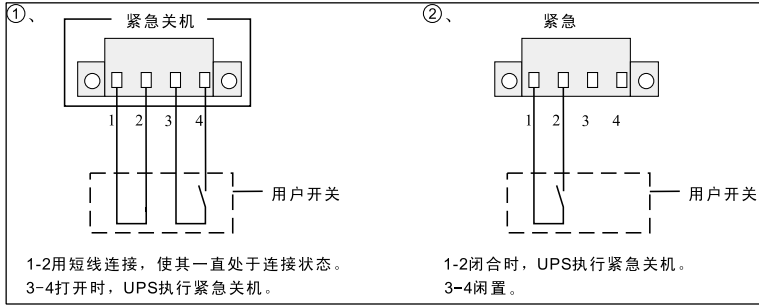 ①、
紧急关机
1 2 3 4
用户开关
1-2用短线连接，使其一直处于连接状态。
3-4打开时，UPS执行紧急关机。
②、
紧急
1 2 3 4
用户开关
1-2闭合时，UPS执行紧急关机。
3-4闲置。